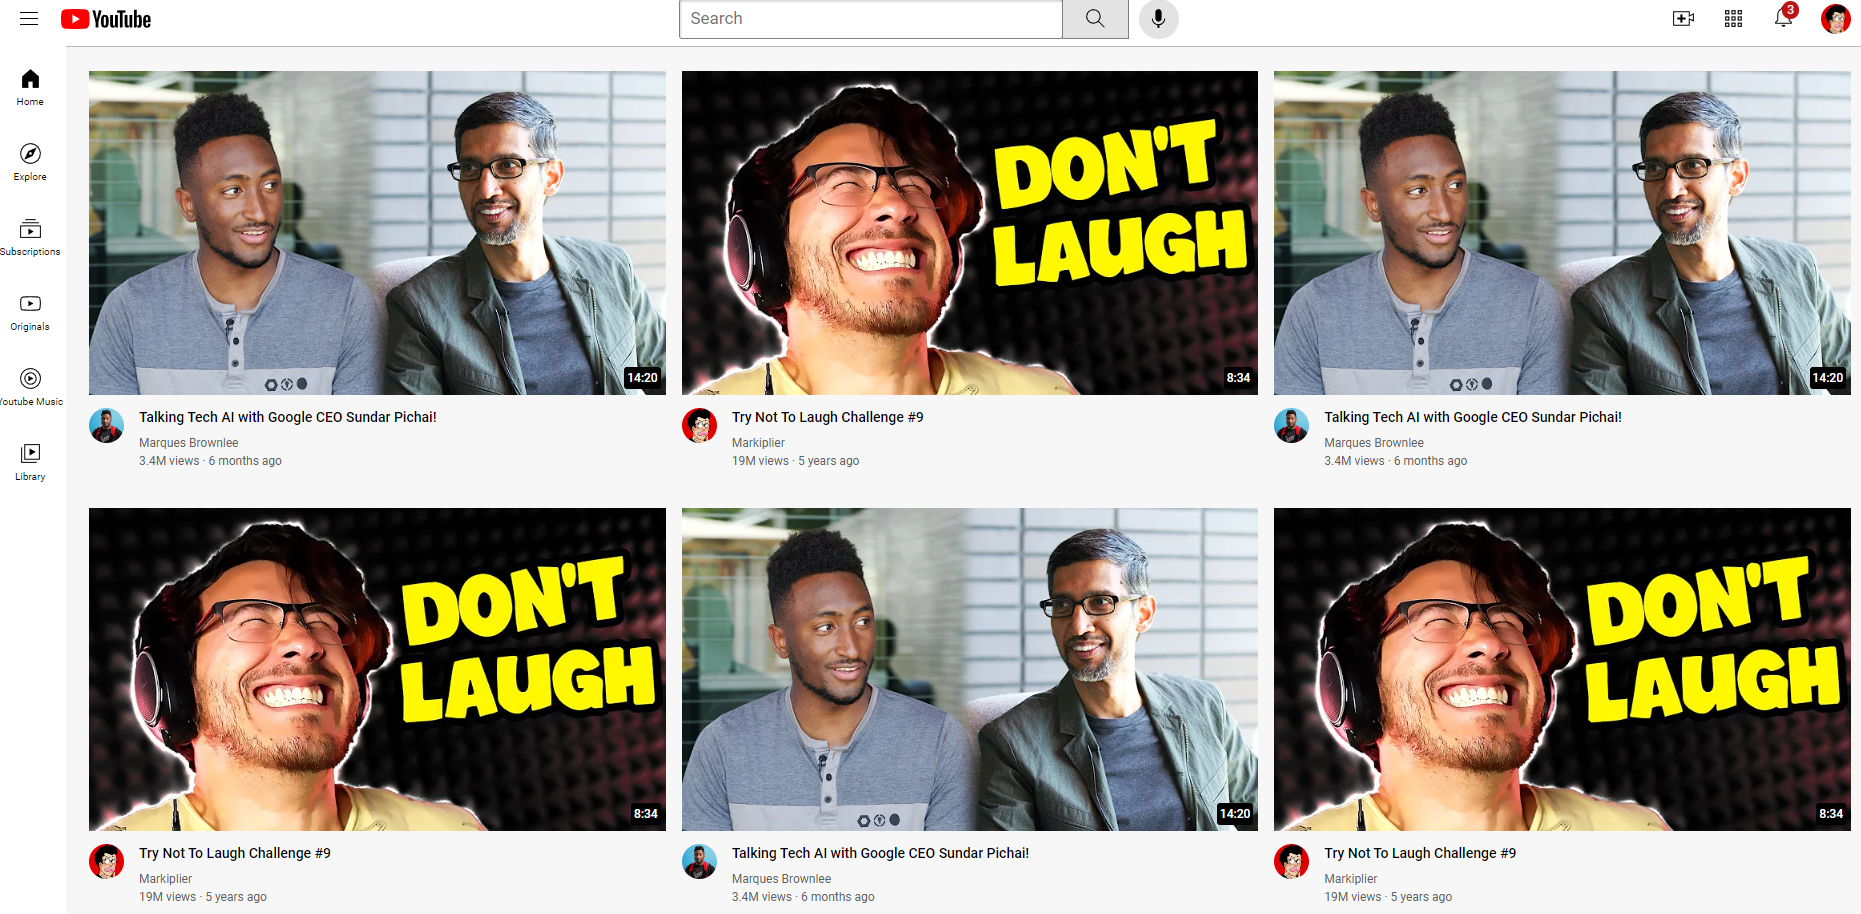 YouTube
Search
3
Home
Explore
Subscriptions
Originals
Youtube Music
Library
14:20
Talking Tech AI with Google CEO Sundar Pichai!
Marques Brownlee
3.4M views · 6 months ago
DON'T
LAUGH
8:34
Try Not To Laugh Challenge #9
Markiplier
19M views · 5 years ago
14:20
Talking Tech AI with Google CEO Sundar Pichai!
Marques Brownlee
3.4M views · 6 months ago
DON'T
LAUGH
8:34
Try Not To Laugh Challenge #9
Markiplier
19M views · 5 years ago
14:20
Talking Tech AI with Google CEO Sundar Pichai!
Marques Brownlee
3.4M views · 6 months ago
DON'T
LAUGH
8:34
Try Not To Laugh Challenge #9
Markiplier
19M views · 5 years ago